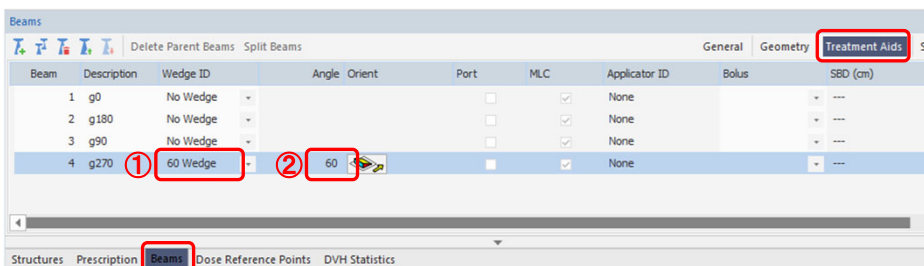 Beams
Delete Parent Beams Split Beams General Geometry Treatment Aids S
Beam Description Wedge ID Angle Orient Port MLC Applicator ID Bolus SBD (cm)
1 g0 No Wedge None ---
2 g180 No Wedge None ---
3 g90 No Wedge None ---
4 g270 ① 60 Wedge ② 60 None ---
Structures Prescription Beams Dose Reference Points DVH Statistics